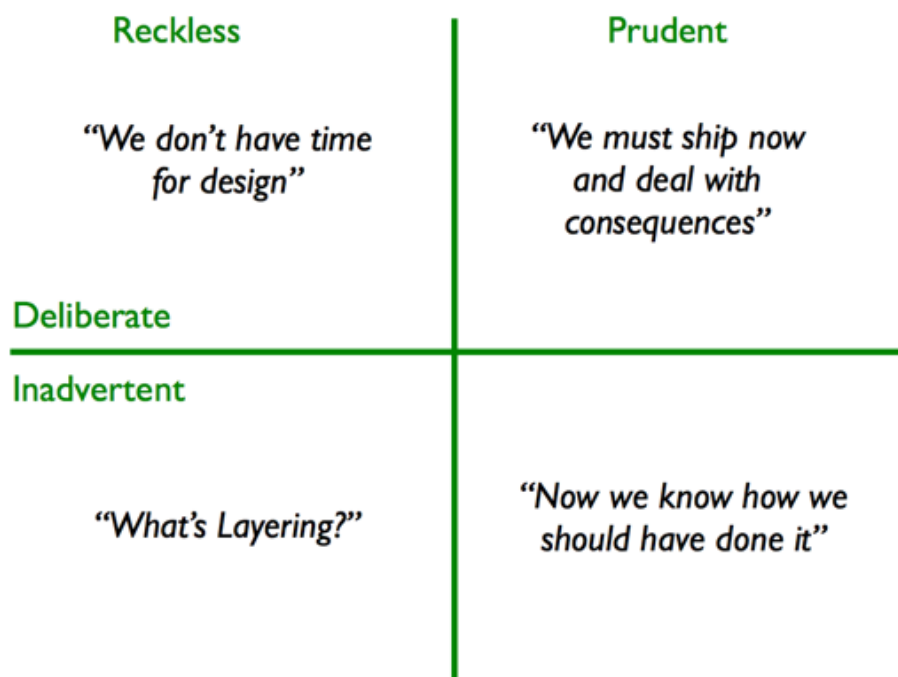 Reckless
Prudent
“We don’t have time
for design”
“We must ship now
and deal with
consequences”
Deliberate
Inadvertent
“What’s Layering?”
“Now we know how we
should have done it”